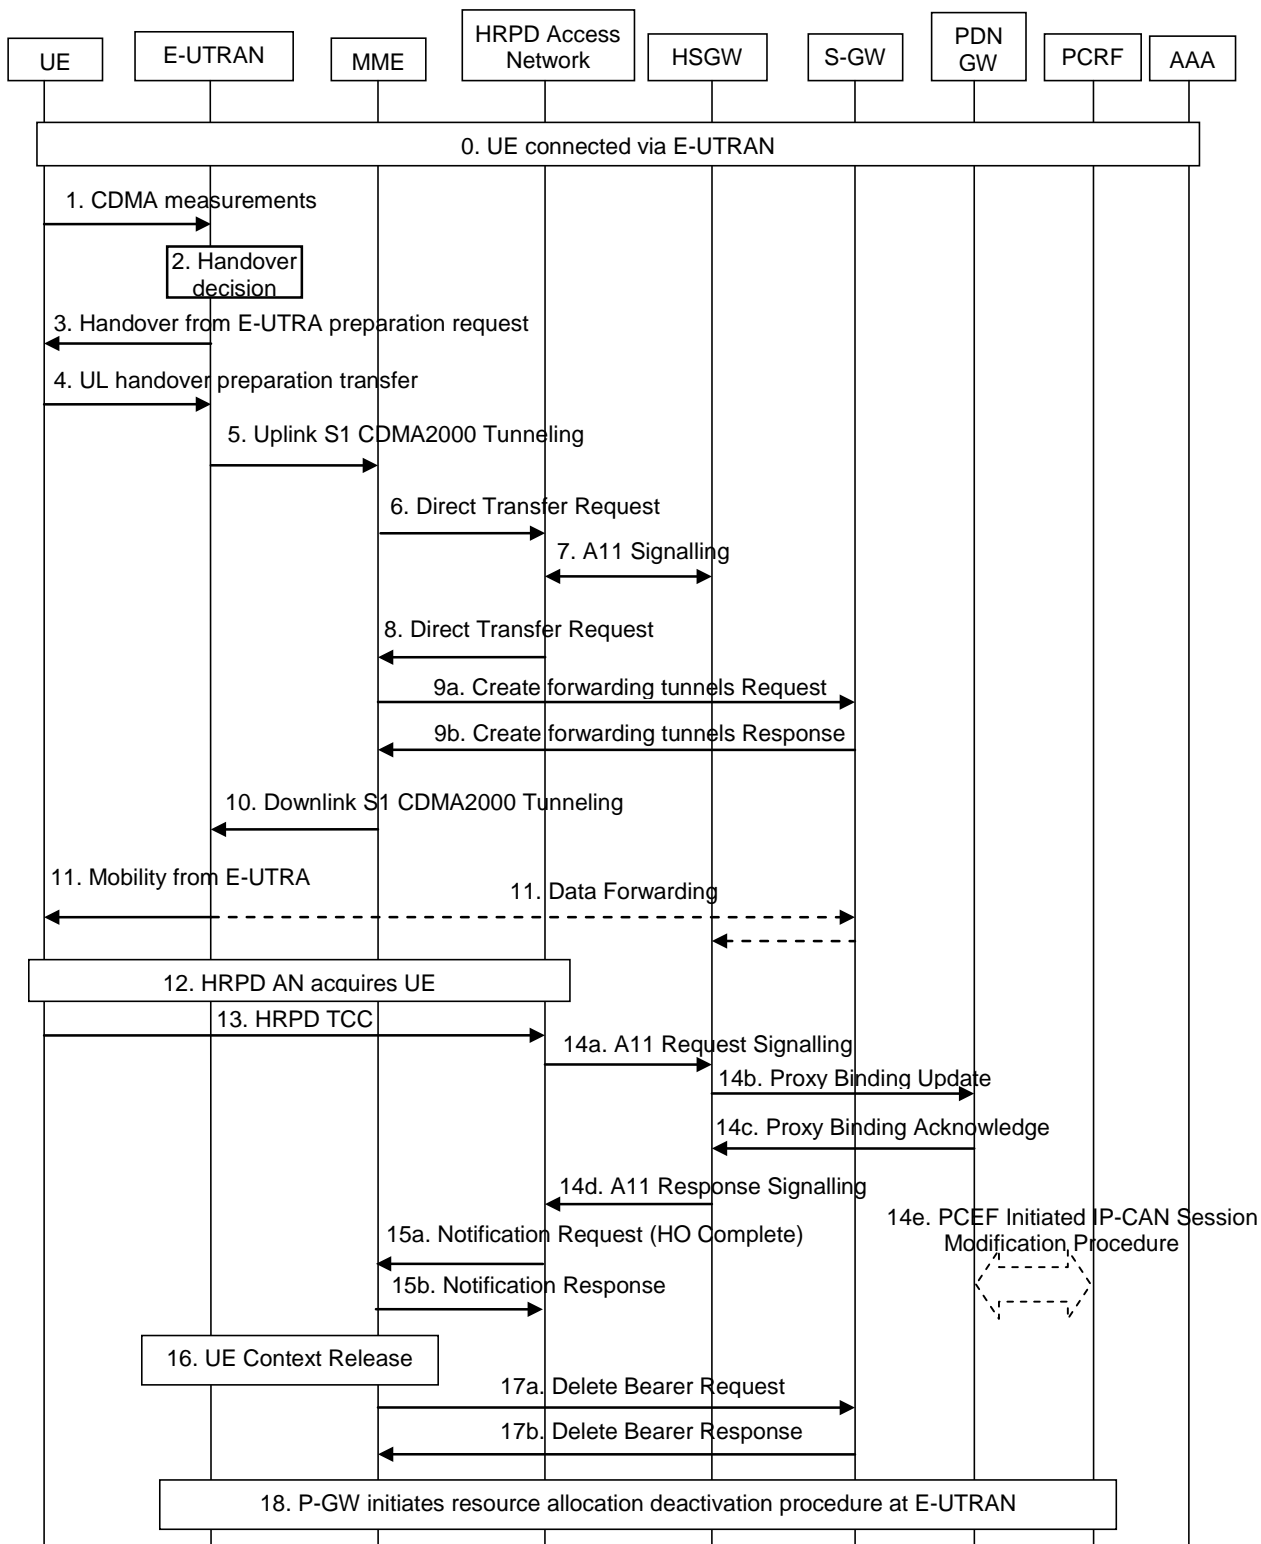 UE
E-UTRAN
MME
HRPD Access
Network
HSGW
S-GW
PDN
GW
PCRF
AAA
0. UE connected via E-UTRAN
1. CDMA measurements
2. Handover
decision
3. Handover from E-UTRA preparation request
4. UL handover preparation transfer
5. Uplink S1 CDMA2000 Tunneling
6. Direct Transfer Request
7. A11 Signalling
8. Direct Transfer Request
9a. Create forwarding tunnels Request
9b. Create forwarding tunnels Response
10. Downlink S1 CDMA2000 Tunneling
11. Mobility from E-UTRA
11. Data Forwarding
12. HRPD AN acquires UE
13. HRPD TCC
14a. A11 Request Signalling
14b. Proxy Binding Update
14c. Proxy Binding Acknowledge
14d. A11 Response Signalling
14e. PCEF Initiated IP-CAN Session
Modification Procedure
15a. Notification Request (HO Complete)
15b. Notification Response
16. UE Context Release
17a. Delete Bearer Request
17b. Delete Bearer Response
18. P-GW initiates resource allocation deactivation procedure at E-UTRAN